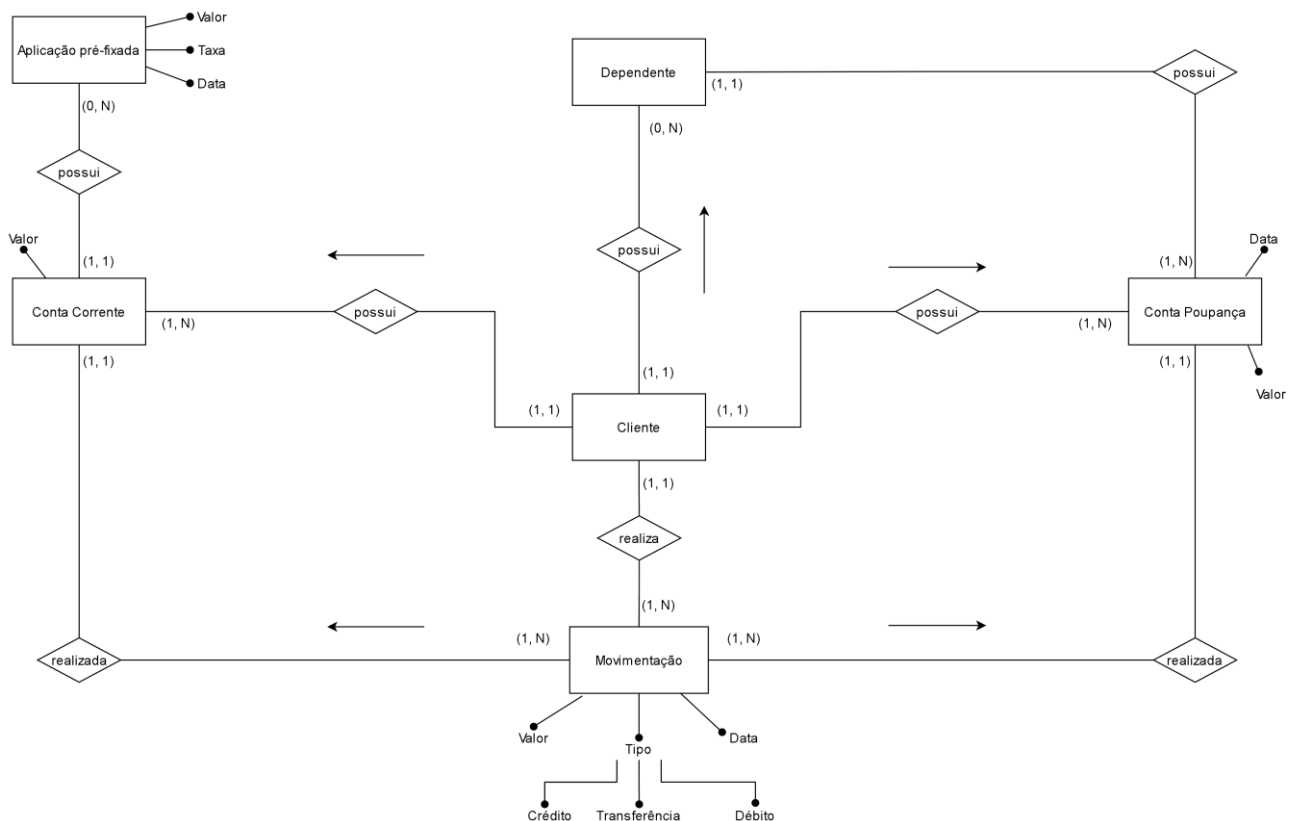 Valor
Aplicação pré-fixada
Taxa
Data
(0, N)
possui
Valor
(1, 1)
Conta Corrente
(1, N)
(1, 1)
possui
Dependente
(1, 1)
possui
(0, N)
possui
(1, 1)
(1, 1)
Cliente
(1, 1)
(1, 1)
possui
(1, N)
Data
(1, N)
Conta Poupança
(1, 1)
Valor
realiza
(1, N)
realizada
(1, N)
Movimentação
(1, N)
realizada
Valor
Tipo
Data
Crédito
Transferência
Débito